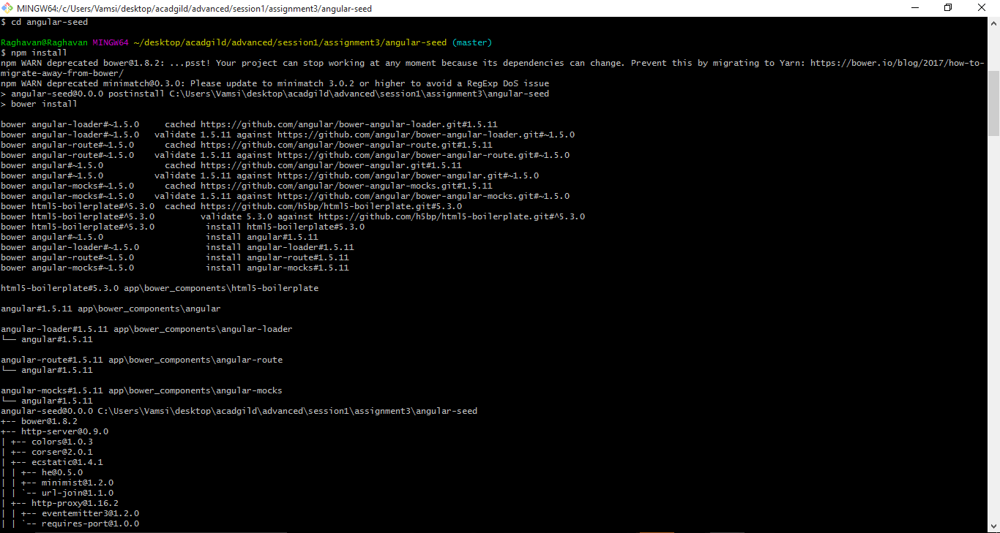 MINGW64:/c/Users/Vamsi/desktop/acadgild/advanced/session1/assignment3/angular-seed
$ cd angular-seed
Raghavan@Raghavan MINGW64 ~/desktop/acadgild/advanced/session1/assignment3/angular-seed (master)
$ npm install
npm WARN deprecated bower@1.8.2: ...psst! Your project can stop working at any moment because its dependencies can change. Prevent this by migrating to Yarn: https://bower.io/blog/2017/how-to-
migrate-away-from-bower/
npm WARN deprecated minimatch@0.3.0: Please update to minimatch 3.0.2 or higher to avoid a RegExp DoS issue
> angular-seed@0.0.0 postinstall C:\Users\Vamsi\desktop\acadgild\advanced\session1\assignment3\angular-seed
> bower install
bower angular-loader#~1.5.0     cached https://github.com/angular/bower-angular-loader.git#1.5.11
bower angular-loader#~1.5.0   validate 1.5.11 against https://github.com/angular/bower-angular-loader.git#~1.5.0
bower angular-route#~1.5.0      cached https://github.com/angular/bower-angular-route.git#1.5.11
bower angular-route#~1.5.0    validate 1.5.11 against https://github.com/angular/bower-angular-route.git#~1.5.0
bower angular#~1.5.0            cached https://github.com/angular/bower-angular.git#1.5.11
bower angular#~1.5.0          validate 1.5.11 against https://github.com/angular/bower-angular.git#~1.5.0
bower angular-mocks#~1.5.0      cached https://github.com/angular/bower-angular-mocks.git#1.5.11
bower angular-mocks#~1.5.0    validate 1.5.11 against https://github.com/angular/bower-angular-mocks.git#~1.5.0
bower html5-boilerplate#^5.3.0  cached https://github.com/h5bp/html5-boilerplate.git#5.3.0
bower html5-boilerplate#^5.3.0         validate 5.3.0 against https://github.com/h5bp/html5-boilerplate.git#^5.3.0
bower html5-boilerplate#^5.3.0          install html5-boilerplate#5.3.0
bower angular#~1.5.0                    install angular#1.5.11
bower angular-loader#~1.5.0             install angular-loader#1.5.11
bower angular-route#~1.5.0              install angular-route#1.5.11
bower angular-mocks#~1.5.0              install angular-mocks#1.5.11
html5-boilerplate#5.3.0 app\bower_components\html5-boilerplate
angular#1.5.11 app\bower_components\angular
angular-loader#1.5.11 app\bower_components\angular-loader
└── angular#1.5.11
angular-route#1.5.11 app\bower_components\angular-route
└── angular#1.5.11
angular-mocks#1.5.11 app\bower_components\angular-mocks
└── angular#1.5.11
angular-seed@0.0.0 C:\Users\Vamsi\desktop\acadgild\advanced\session1\assignment3\angular-seed
+-- bower@1.8.2
+-- http-server@0.9.0
| +-- colors@1.0.3
| +-- corser@2.0.1
| +-- ecstatic@1.4.1
| | +-- he@0.5.0
| | +-- minimist@1.2.0
| | `-- url-join@1.1.0
| +-- http-proxy@1.16.2
| | +-- eventemitter3@1.2.0
| | `-- requires-port@1.0.0